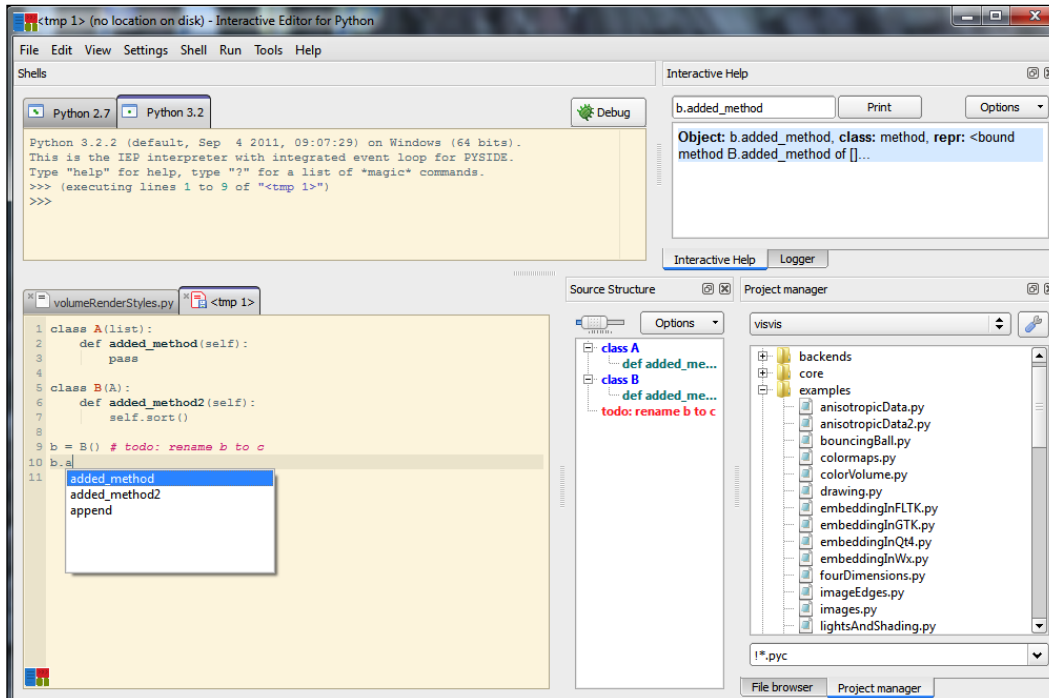 <tmp 1> (no location on disk) - Interactive Editor for Python
File Edit View Settings Shell Run Tools Help
Shells
Python 2.7 Python 3.2 Debug
Python 3.2.2 (default, Sep 4 2011, 09:07:29) on Windows (64 bits).
This is the IEP interpreter with integrated event loop for PYSIDE.
Type "help" for help, type "?" for a list of *magic* commands.
>>> (executing lines 1 to 9 of "<tmp 1>")
>>>
Interactive Help
b.added_method Print Options
Object: b.added_method, class: method, repr: <bound
method B.added_method of []...
Interactive Help Logger
volumeRenderStyles.py <tmp 1>
1 class A(list):
2 def added_method(self):
3 pass
4
5 class B(A):
6 def added_method2(self):
7 self.sort()
8
9 b = B() # todo: rename b to c
10 b.a
11
added_method
added_method2
append
Source Structure
Options
class A
def added_me...
class B
def added_me...
todo: rename b to c
Project manager
visvis
backends
core
examples
anisotropicData.py
anisotropicData2.py
bouncingBall.py
colormaps.py
colorVolume.py
drawing.py
embeddingInFLTK.py
embeddingInGTK.py
embeddingInQt4.py
embeddingInWx.py
fourDimensions.py
imageEdges.py
images.py
lightsAndShading.py
!*.pyc
File browser Project manager